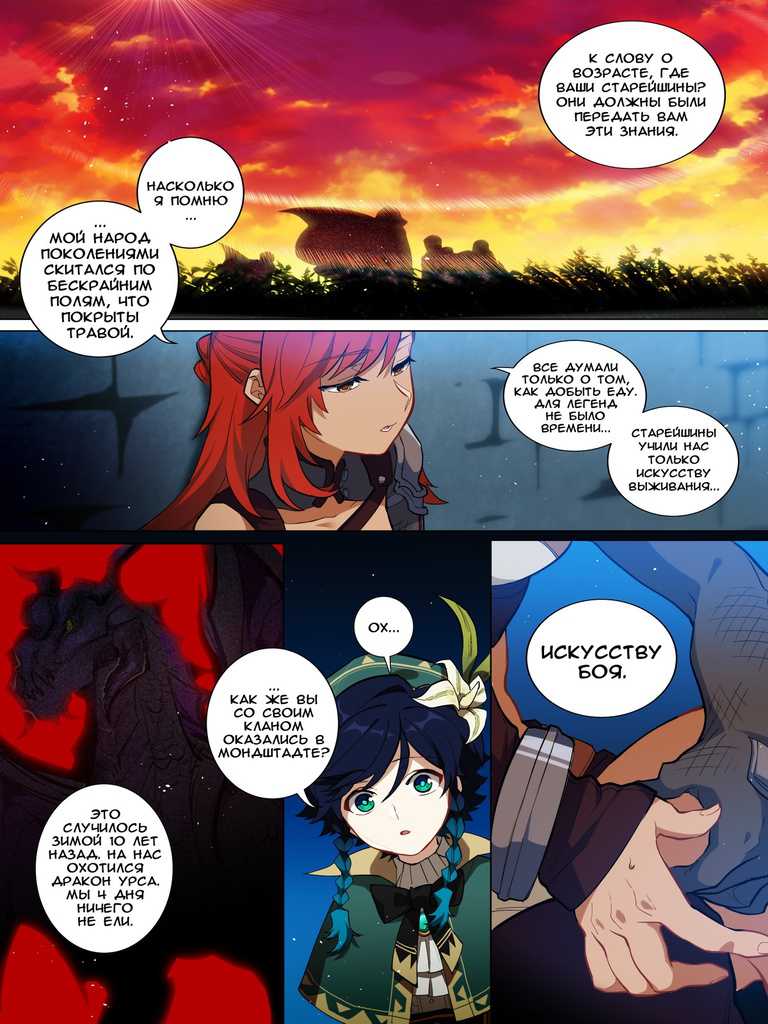 К СЛОВУ О
ВОЗРАСТЕ, ГДЕ
ВАШИ СТАРЕЙШИНЫ?
ОНИ ДОЛЖНЫ БЫЛИ
ПЕРЕДАТЬ ВАМ
ЭТИ ЗНАНИЯ.
НАСКОЛЬКО
Я ПОМНЮ
...
...
МОЙ НАРОД
ПОКОЛЕНИЯМИ
СКИТАЛСЯ ПО
БЕСКРАЙНИМ
ПОЛЯМ, ЧТО
ПОКРЫТЫ
ТРАВОЙ.
ВСЕ ДУМАЛИ
ТОЛЬКО О ТОМ,
КАК ДОБЫТЬ ЕДУ.
ДЛЯ ЛЕГЕНД
НЕ БЫЛО
ВРЕМЕНИ...
СТАРЕЙШИНЫ
УЧИЛИ НАС
ТОЛЬКО
ИСКУССТВУ
ВЫЖИВАНИЯ...
ИСКУССТВУ
БОЯ.
ОХ...
...
КАК ЖЕ ВЫ
СО СВОИМ
КЛАНОМ
ОКАЗАЛИСЬ В
МОНДШТАДТЕ?
ЭТО
СЛУЧИЛОСЬ
ЗИМОЙ 10 ЛЕТ
НАЗАД. НА НАС
ОХОТИЛСЯ
ДРАКОН УРСА.
МЫ 4 ДНЯ
НИЧЕГО
НЕ ЕЛИ.